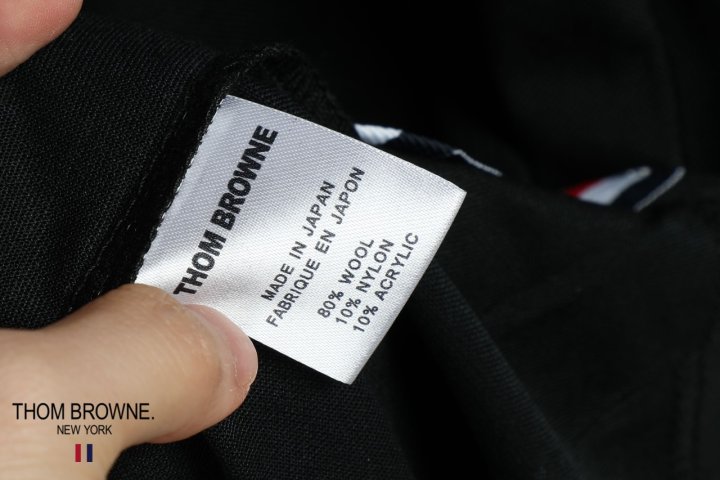 THOM BROWNE
MADE IN JAPAN
FABRIQUE EN JAPON
80% WOOL
10% NYLON
10% ACRYLIC
THOM BROWNE.
NEW YORK